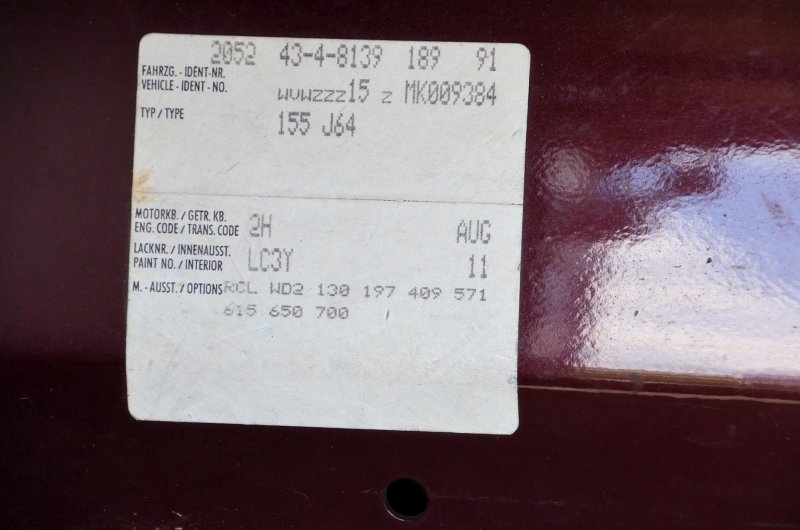 2052 43-4-8139 189 91
FAHRZG. - IDENT-NR.
VEHICLE - IDENT - NO. WVWZZZ15 Z MK009384
TYP / TYPE 155 J64
MOTORKB. / GETR. KB.
ENG. CODE / TRANS. CODE 2H AUG
LACKNR. / INNENAUSST.
PAINT NO. / INTERIOR LC3Y 11
M. - AUSST. / OPTIONS RCL WD2 130 197 409 571
615 650 700